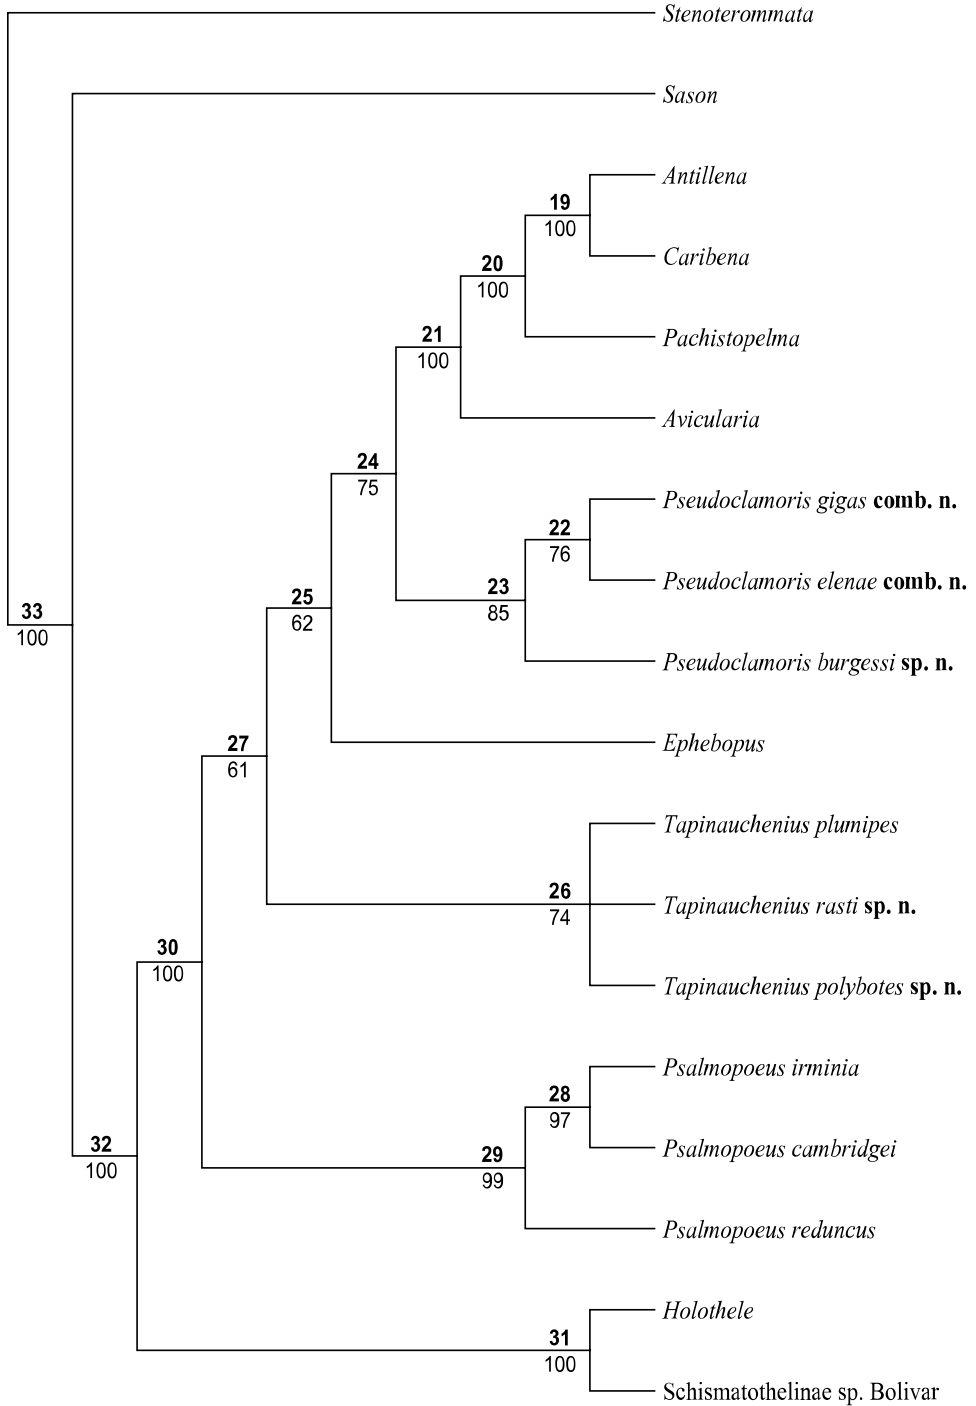 Stenoterommata
Sason
Antillena
19
100
Caribena
20
100
Pachistopelma
21
100
Avicularia
24
75
Pseudoclamoris gigas comb. n.
22
76
Pseudoclamoris elenae comb. n.
23
85
25
62
33
100
Pseudoclamoris burgessi sp. n.
Ephebopus
27
61
Tapinauchenius plumipes
26
74
Tapinauchenius rasti sp. n.
30
100
Tapinauchenius polybotes sp. n.
Psalmopoeus irminia
28
97
Psalmopoeus cambridgei
32
100
29
99
Psalmopoeus reduncus
Holothele
31
100
Schismatothelinae sp. Bolivar